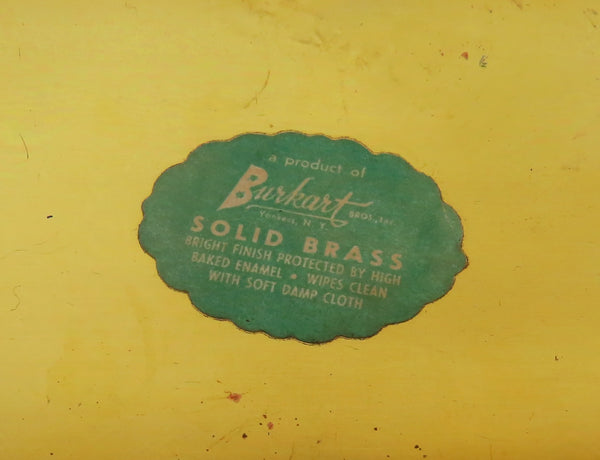 a product of
Burkart
BROS., Inc.
Yonkers, N. Y.
SOLID BRASS
BRIGHT FINISH PROTECTED BY HIGH
BAKED ENAMEL • WIPES CLEAN
WITH SOFT DAMP CLOTH